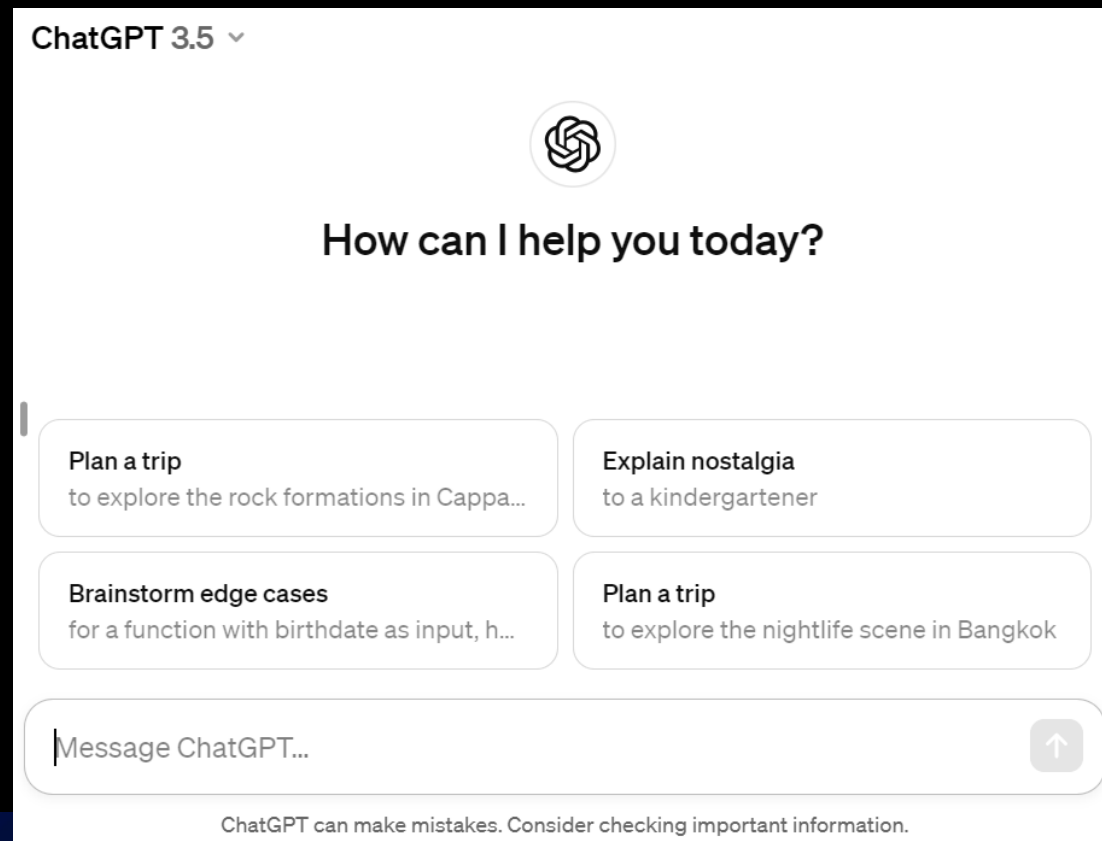 ChatGPT 3.5
How can I help you today?
Plan a trip
to explore the rock formations in Cappa...
Explain nostalgia
to a kindergartener
Brainstorm edge cases
for a function with birthdate as input, h...
Plan a trip
to explore the nightlife scene in Bangkok
Message ChatGPT...
ChatGPT can make mistakes. Consider checking important information.